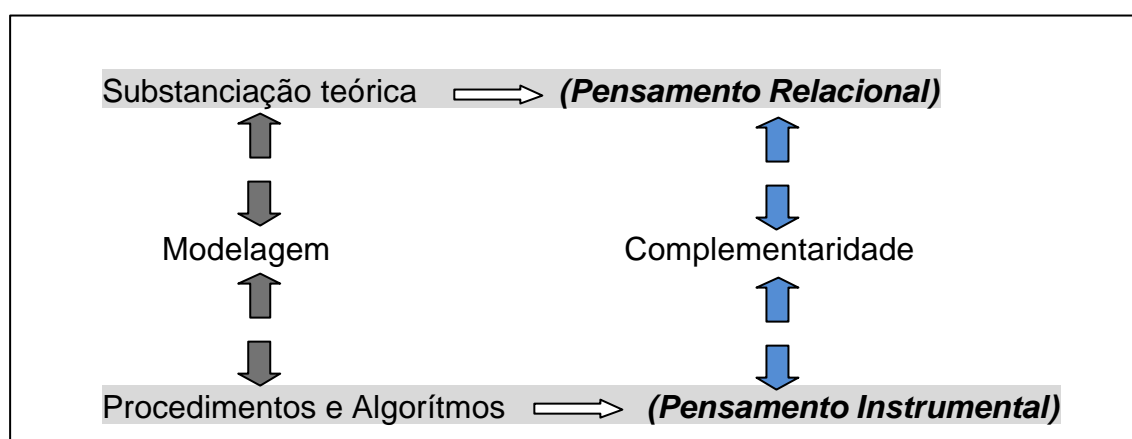 Substanciação teórica (Pensamento Relacional)
Modelagem Complementaridade
Procedimentos e Algorítmos (Pensamento Instrumental)